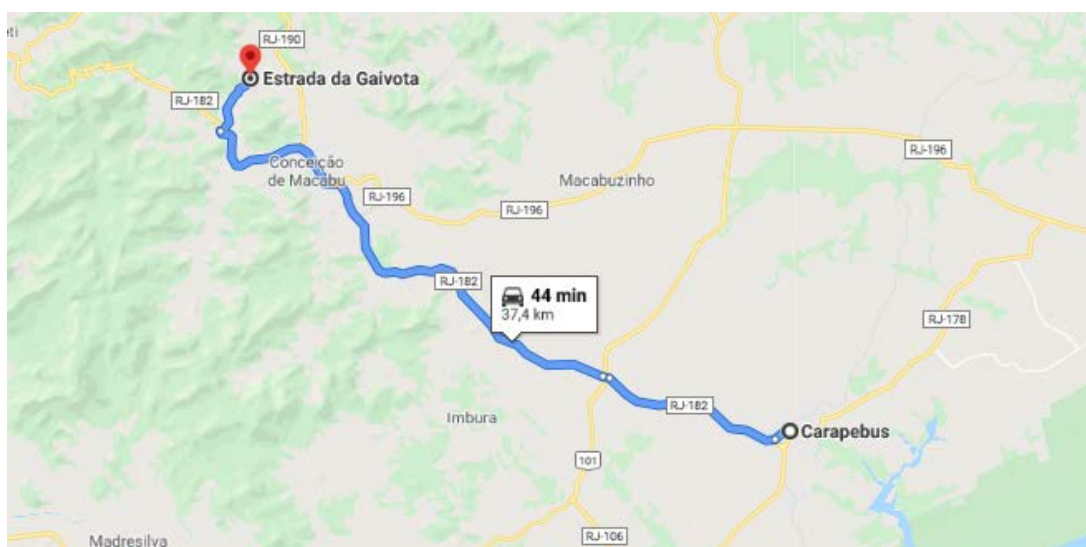 RJ-190
Estrada da Gaivota
RJ-182
Conceição
de Macabu
RJ-196
RJ-196
Macabuzinho
RJ-196
RJ-182
44 min
37,4 km
RJ-178
Imbura
RJ-182
Carapebus
101
RJ-106
Madresilva